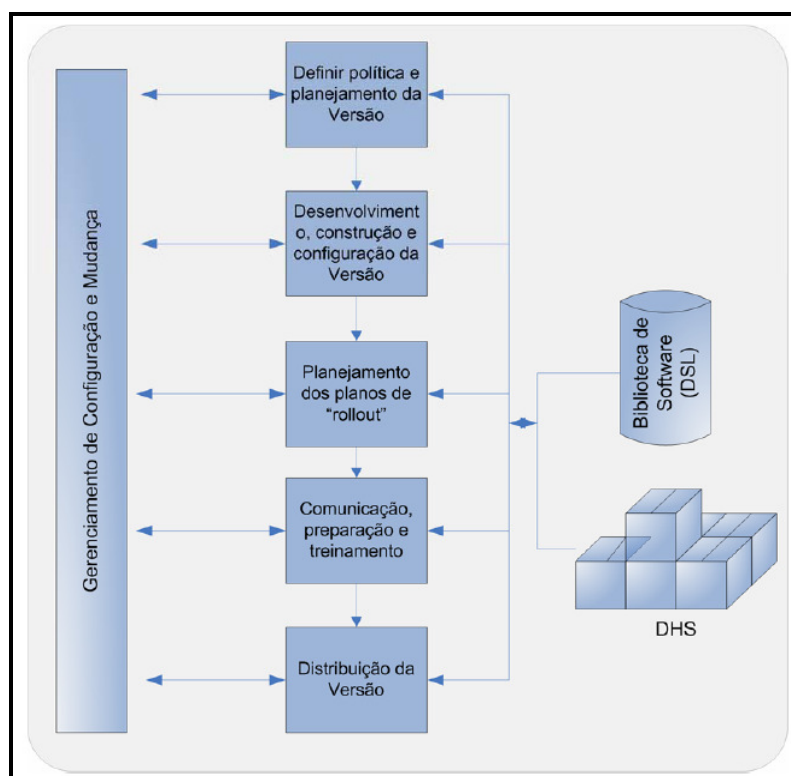 Gerenciamento de Configuração e Mudança
Definir política e
planejamento da
Versão
Desenvolviment
o, construção e
configuração da
Versão
Planejamento
dos planos de
“rollout”
Comunicação,
preparação e
treinamento
Distribuição da
Versão
Biblioteca de
Software
(DSL)
DHS